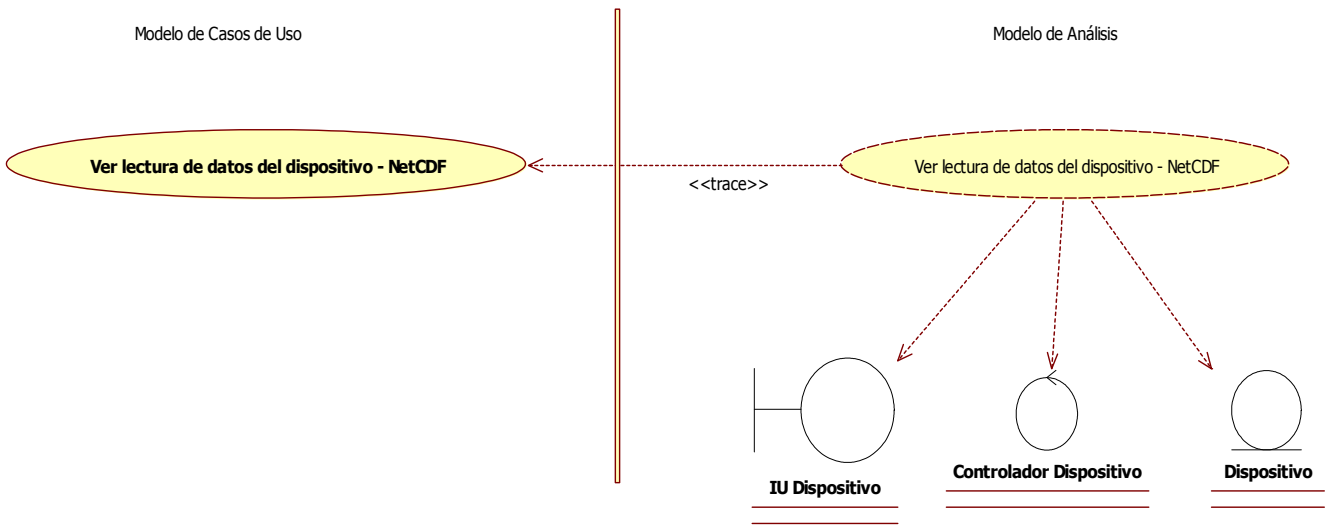 Modelo de Casos de Uso
Modelo de Análisis
Ver lectura de datos del dispositivo - NetCDF
Ver lectura de datos del dispositivo - NetCDF
<<trace>>
IU Dispositivo
Controlador Dispositivo
Dispositivo